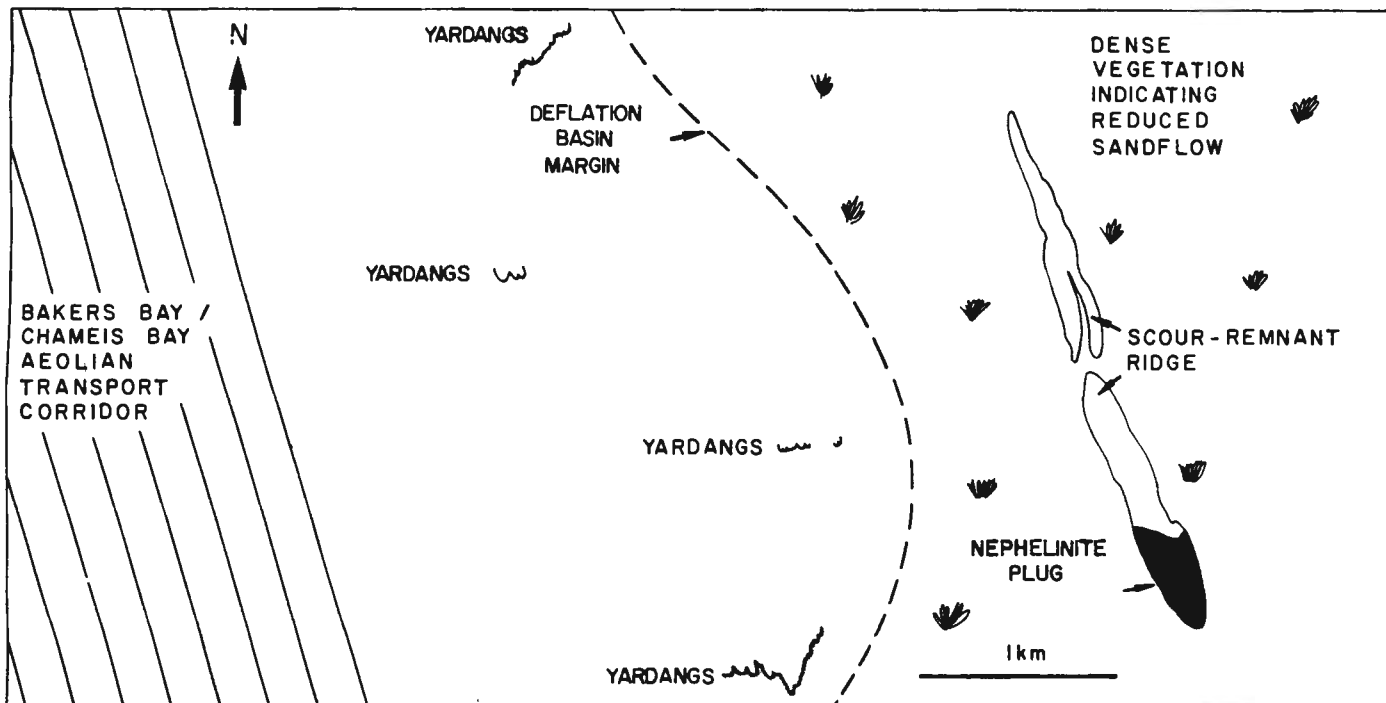 N
YARDANGS
DEFLATION
BASIN
MARGIN
DENSE
VEGETATION
INDICATING
REDUCED
SANDFLOW
YARDANGS
BAKERS BAY /
CHAMEIS BAY
AEOLIAN
TRANSPORT
CORRIDOR
SCOUR-REMNANT
RIDGE
YARDANGS
NEPHELINITE
PLUG
1km
YARDANGS